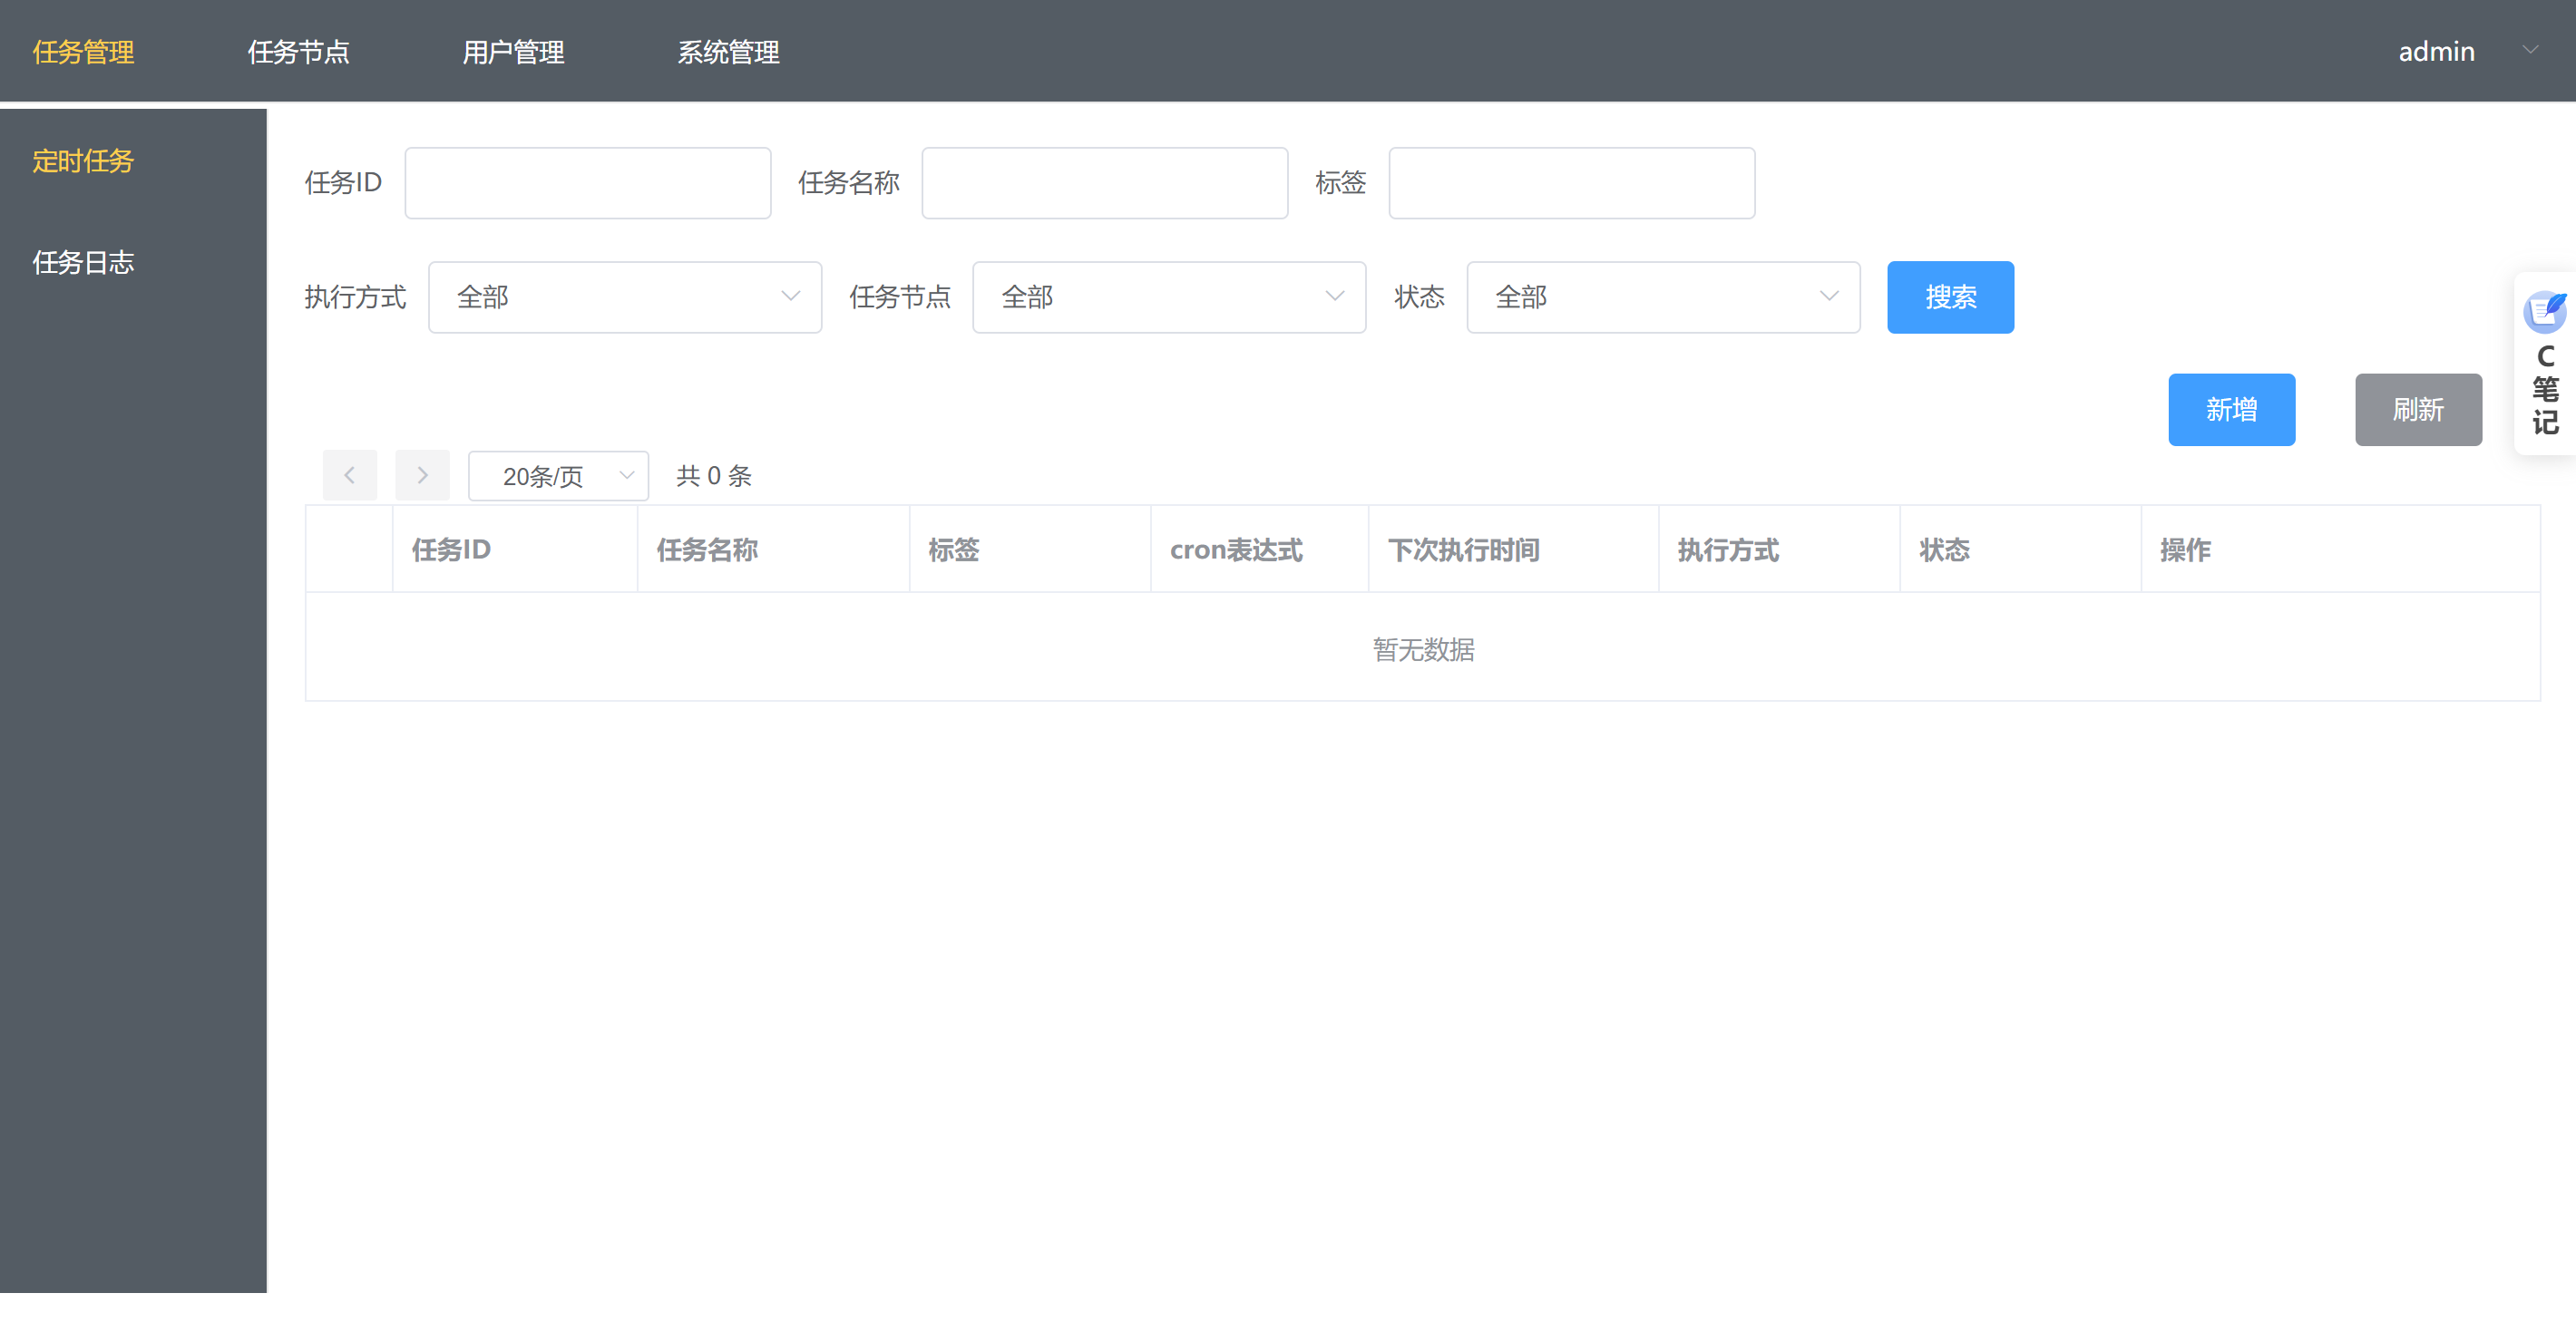 任务管理 任务节点 用户管理 系统管理 admin
定时任务
任务日志
任务ID 任务名称 标签
执行方式 全部 任务节点 全部 状态 全部 搜索
新增 刷新
20条/页 共 0 条
任务ID 任务名称 标签 cron表达式 下次执行时间 执行方式 状态 操作
暂无数据
C
笔
记